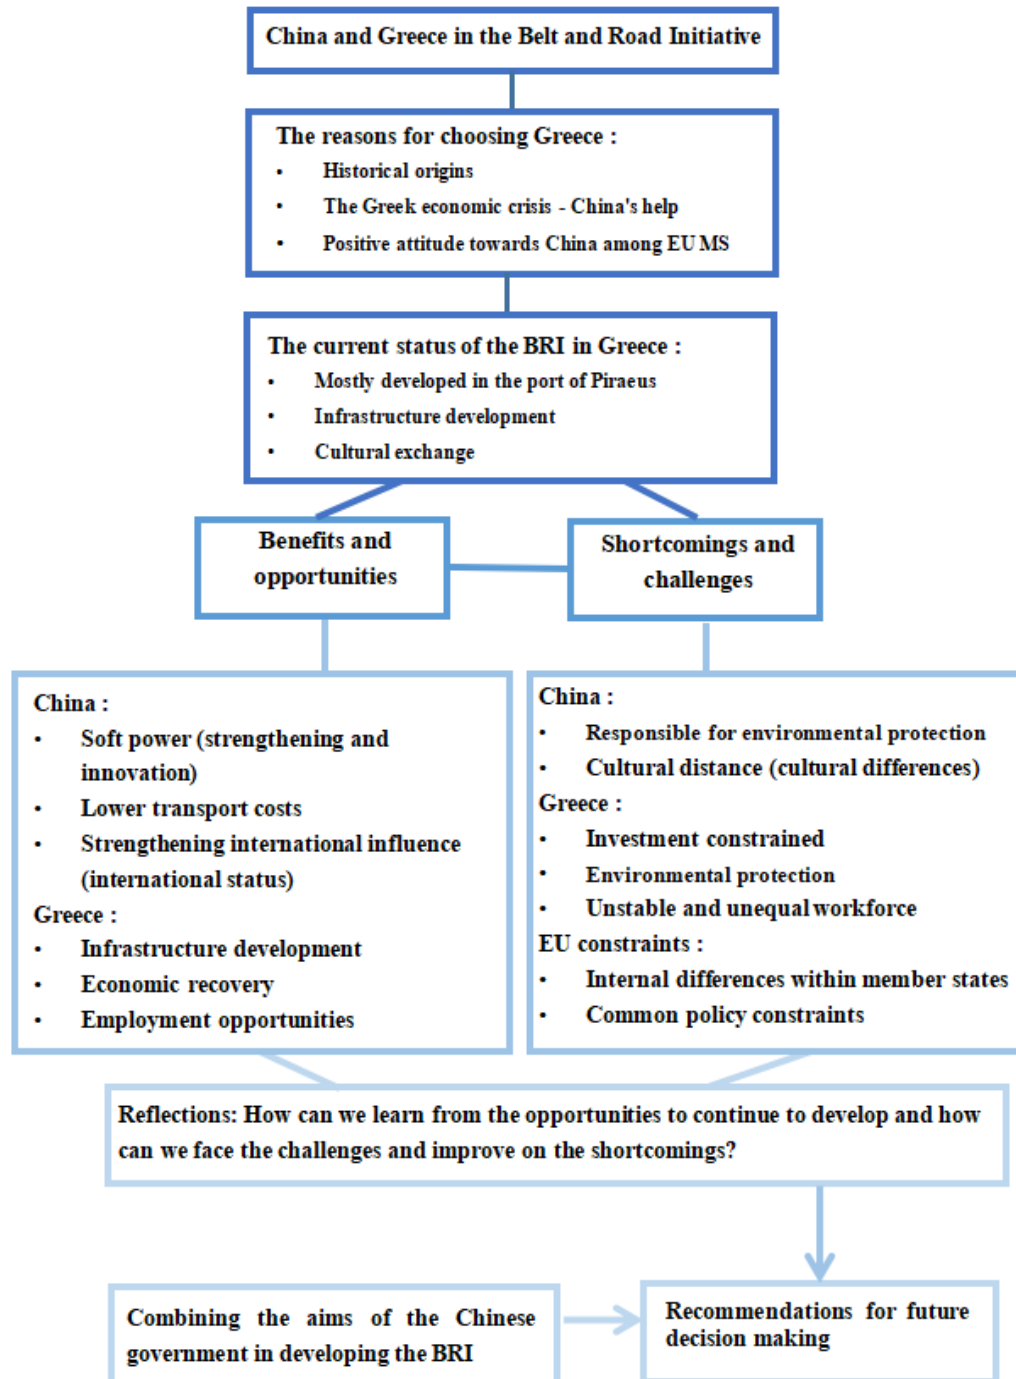 China and Greece in the Belt and Road Initiative
The reasons for choosing Greece :
• Historical origins
• The Greek economic crisis - China's help
• Positive attitude towards China among EU MS
The current status of the BRI in Greece :
• Mostly developed in the port of Piraeus
• Infrastructure development
• Cultural exchange
Benefits and
opportunities
Shortcomings and
challenges
China :
• Soft power (strengthening and
innovation)
• Lower transport costs
• Strengthening international influence
(international status)
Greece :
• Infrastructure development
• Economic recovery
• Employment opportunities
China :
• Responsible for environmental protection
• Cultural distance (cultural differences)
Greece :
• Investment constrained
• Environmental protection
• Unstable and unequal workforce
EU constraints :
• Internal differences within member states
• Common policy constraints
Reflections: How can we learn from the opportunities to continue to develop and how
can we face the challenges and improve on the shortcomings?
Combining the aims of the Chinese
government in developing the BRI
Recommendations for future
decision making